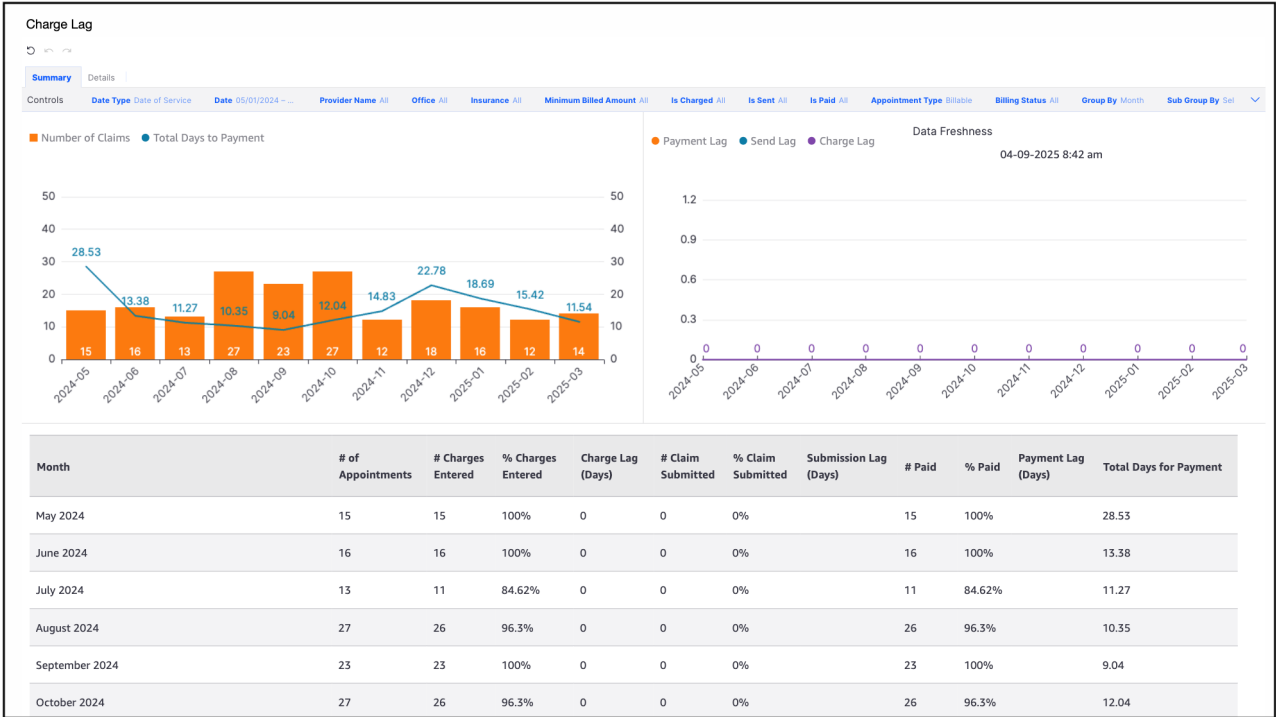 Charge Lag
Summary Details
Controls Date Type Date of Service Date 05/01/2024 – ... Provider Name All Office All Insurance All Minimum Billed Amount All Is Charged All Is Sent All Is Paid All Appointment Type Billable Billing Status All Group By Month Sub Group By Sel
Number of Claims Total Days to Payment
50 50
40 40
30 30
20 20
10 10
0 0
28.53 13.38 11.27 10.35 9.04 12.04 14.83 22.78 18.69 15.42 11.54
15 16 13 27 23 27 12 18 16 12 14
2024-05 2024-06 2024-07 2024-08 2024-09 2024-10 2024-11 2024-12 2025-01 2025-02 2025-03
Payment Lag Send Lag Charge Lag
Data Freshness
04-09-2025 8:42 am
1.2
0.9
0.6
0.3
0
0 0 0 0 0 0 0 0 0 0 0
2024-05 2024-06 2024-07 2024-08 2024-09 2024-10 2024-11 2024-12 2025-01 2025-02 2025-03
Month # of Appointments # Charges Entered % Charges Entered Charge Lag (Days) # Claim Submitted % Claim Submitted Submission Lag (Days) # Paid % Paid Payment Lag (Days) Total Days for Payment
May 2024 15 15 100% 0 0 0% 15 100% 28.53
June 2024 16 16 100% 0 0 0% 16 100% 13.38
July 2024 13 11 84.62% 0 0 0% 11 84.62% 11.27
August 2024 27 26 96.3% 0 0 0% 26 96.3% 10.35
September 2024 23 23 100% 0 0 0% 23 100% 9.04
October 2024 27 26 96.3% 0 0 0% 26 96.3% 12.04